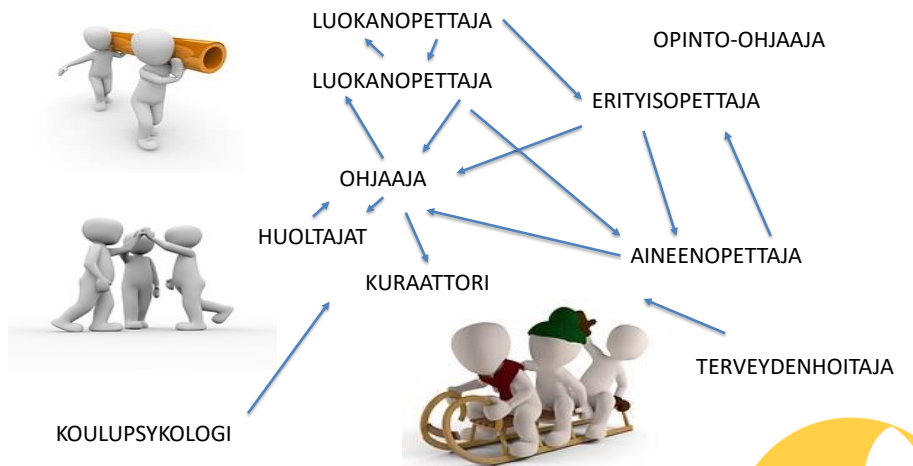 LUOKANOPETTAJA
OPINTO-OHJAAJA
LUOKANOPETTAJA
ERITYISOPETTAJA
OHJAAJA
HUOLTAJAT
AINEENOPETTAJA
KURAATTORI
TERVEYDENHOITAJA
KOULUPSYKOLOGI